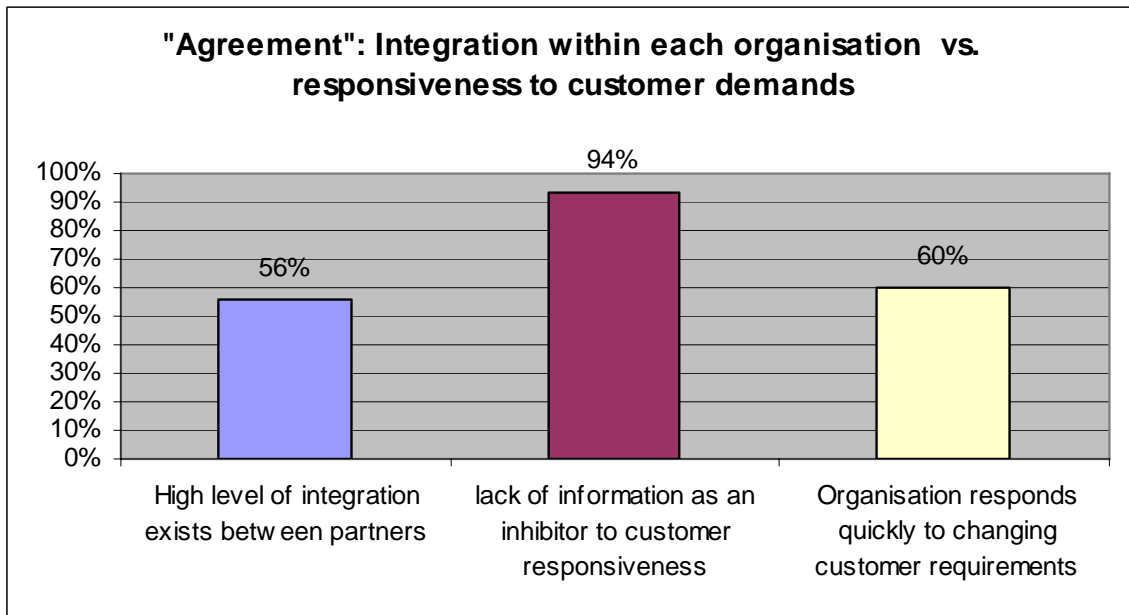 "Agreement": Integration within each organisation vs.
responsiveness to customer demands
100%
90%
80%
70%
60%
50%
40%
30%
20%
10%
0%
56%
94%
60%
High level of integration
exists between partners
lack of information as an
inhibitor to customer
responsiveness
Organisation responds
quickly to changing
customer requirements